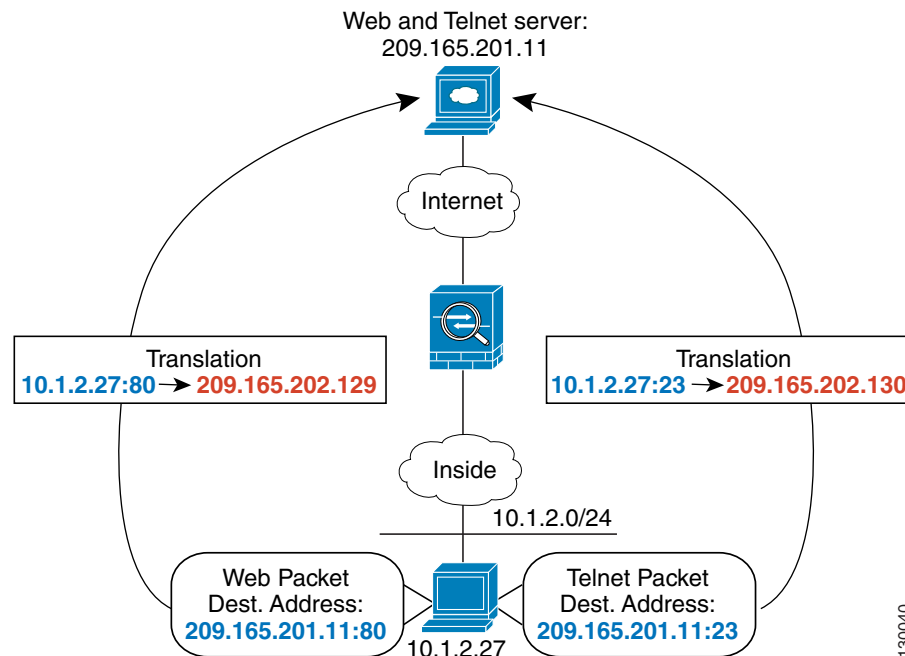 Web and Telnet server:
209.165.201.11
Internet
Translation
10.1.2.27:80 209.165.202.129
Translation
10.1.2.27:23 209.165.202.130
Inside
10.1.2.0/24
Web Packet
Dest. Address:
209.165.201.11:80
Telnet Packet
Dest. Address:
209.165.201.11:23
10.1.2.27
130040